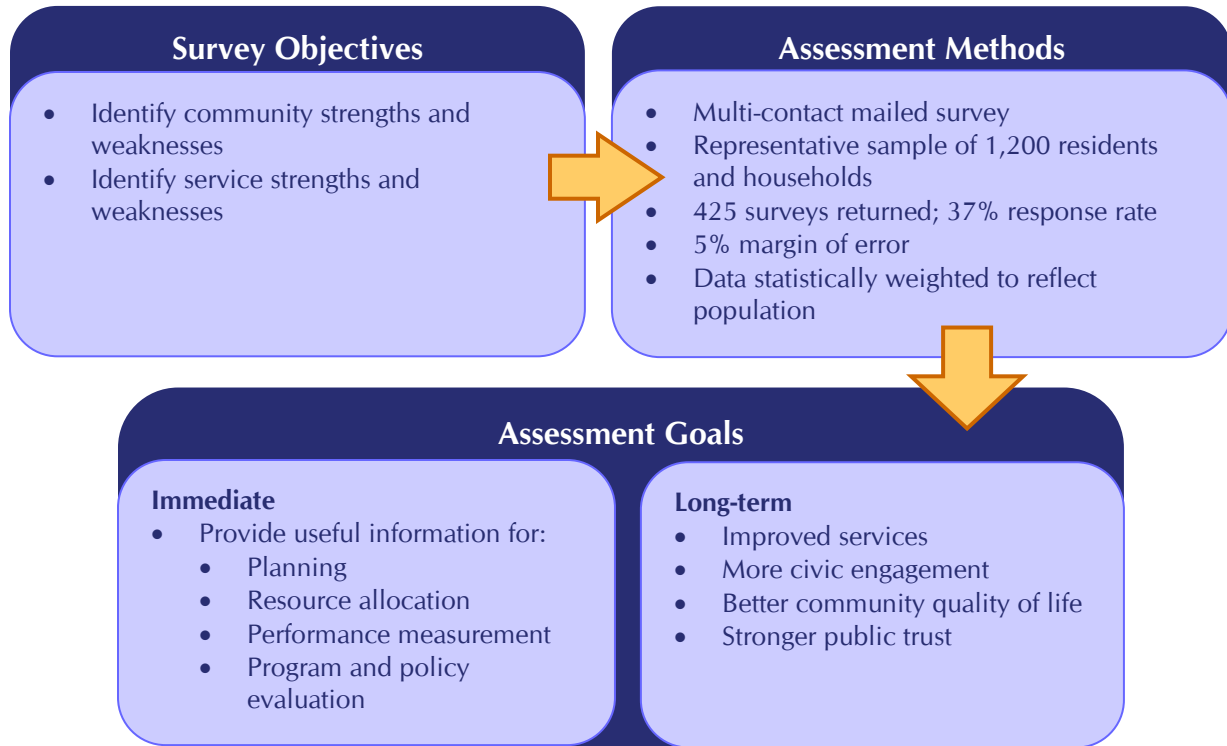 Survey Objectives
• Identify community strengths and
weaknesses
• Identify service strengths and
weaknesses
Assessment Methods
• Multi-contact mailed survey
• Representative sample of 1,200 residents
and households
• 425 surveys returned; 37% response rate
• 5% margin of error
• Data statistically weighted to reflect
population
Assessment Goals
Immediate
• Provide useful information for:
• Planning
• Resource allocation
• Performance measurement
• Program and policy
evaluation
Long-term
• Improved services
• More civic engagement
• Better community quality of life
• Stronger public trust